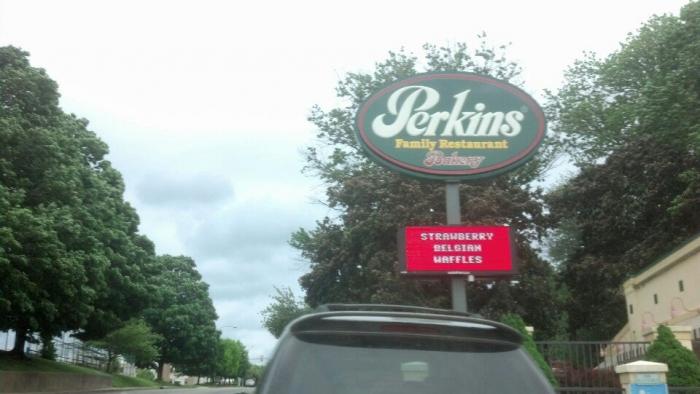 Perkins
Family Restaurant
Bakery
STRAWBERRY
BELGIAN
WAFFLES